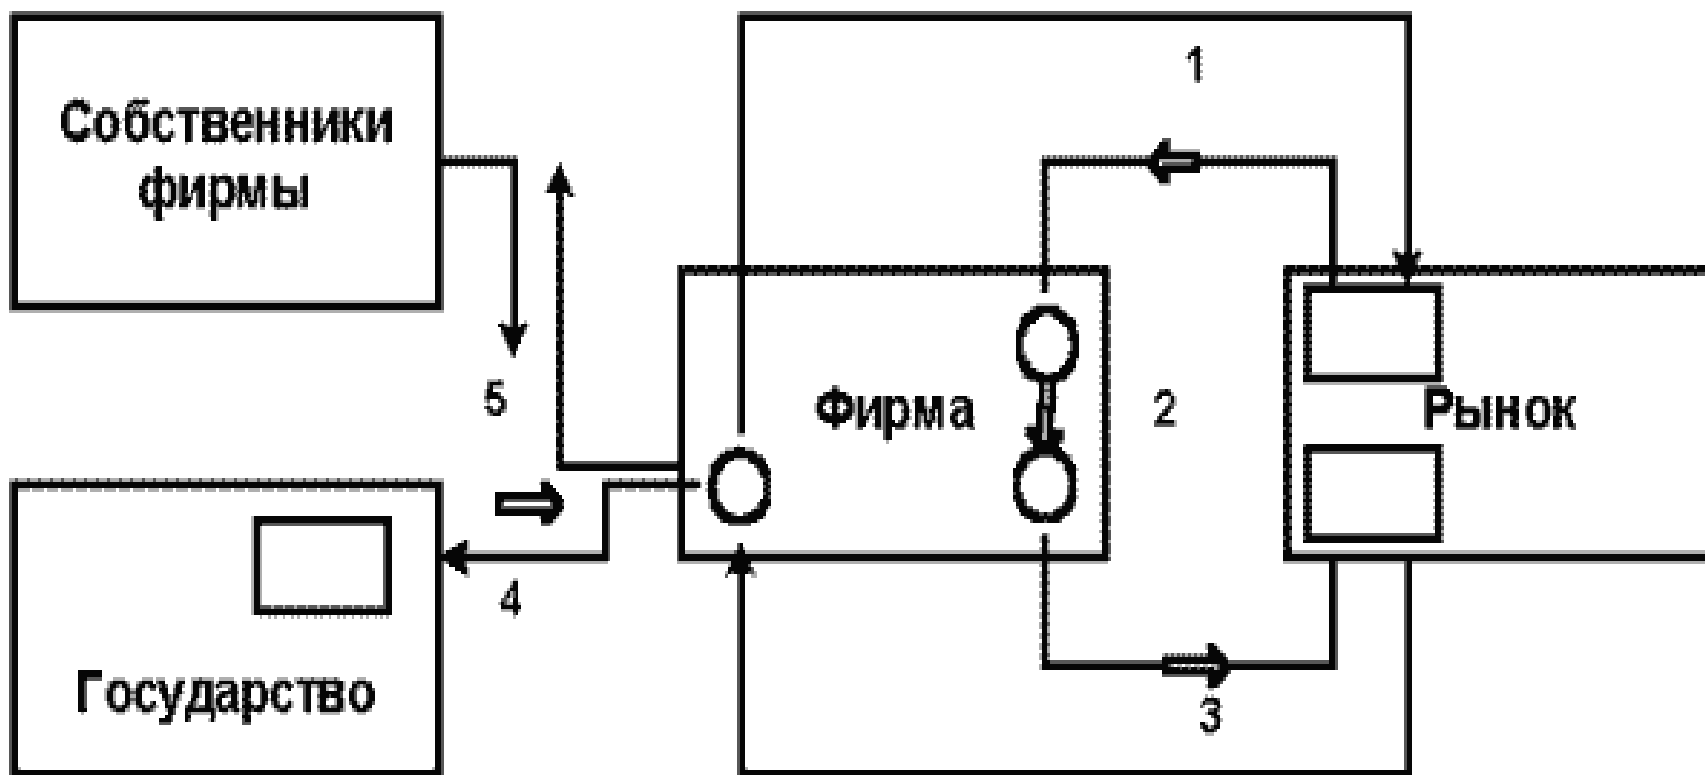 1
Собственники
фирмы
5
Фирма
2
Рынок
4
Государство
3